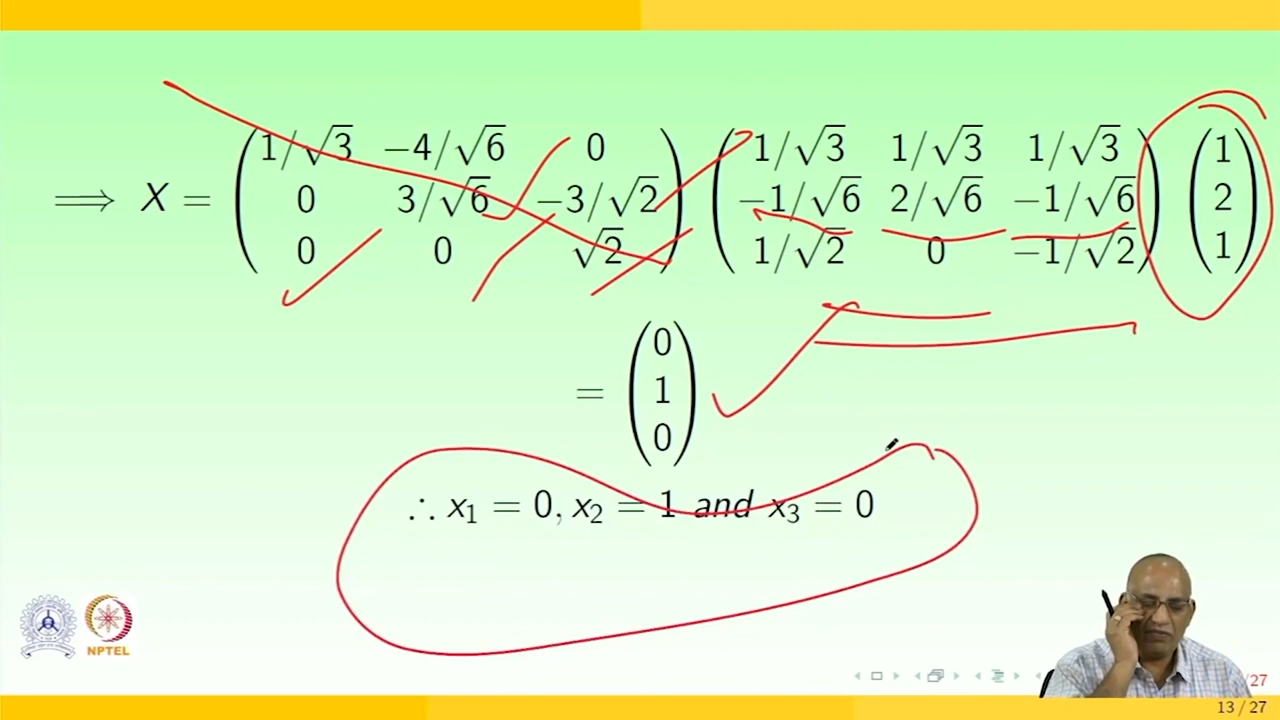 ⟹ X = ( 1/√3 −4/√6 0 ) ( 1/√3 1/√3 1/√3 ) ( 1 )
( 0 3/√6 −3/√2 ) ( −1/√6 2/√6 −1/√6 ) ( 2 )
( 0 0 √2 ) ( 1/√2 0 −1/√2 ) ( 1 )
= ( 0 )
( 1 )
( 0 )
∴ x₁ = 0, x₂ = 1 and x₃ = 0
NPTEL
/27
13 / 27